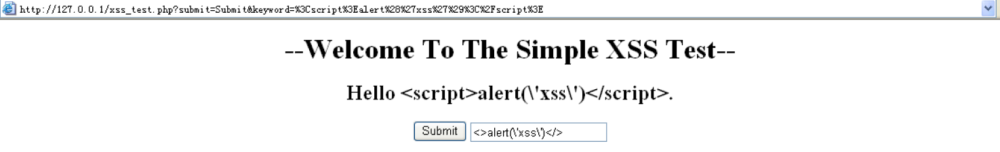 http://127.0.0.1/xss_test.php?submit=Submit&keyword=%3Cscript%3Ealert%28%27xss%27%29%3C%2Fscript%3E
--Welcome To The Simple XSS Test--
Hello <script>alert(\'xss\')</script>.
Submit <>alert(\'xss\')</>